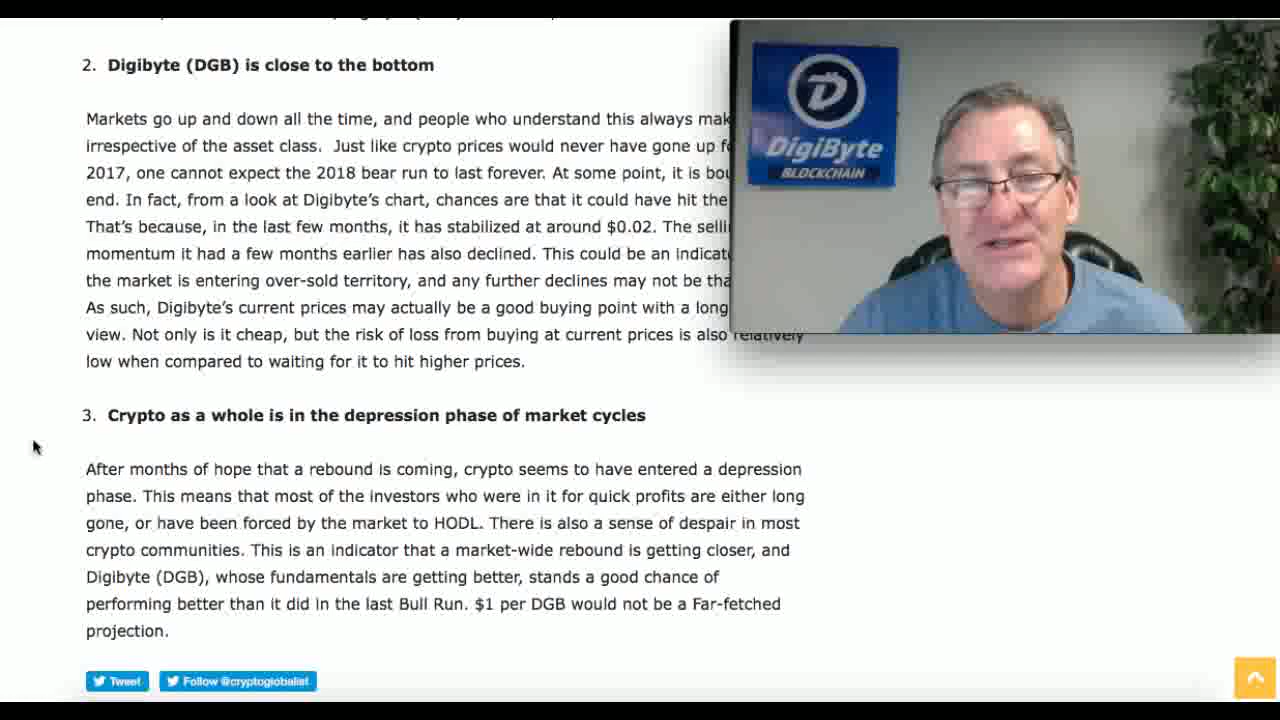 2. Digibyte (DGB) is close to the bottom
Markets go up and down all the time, and people who understand this always
irrespective of the asset class. Just like crypto prices would never have gone up
2017, one cannot expect the 2018 bear run to last forever. At some point, it is
end. In fact, from a look at Digibyte's chart, chances are that it could have hit the
That's because, in the last few months, it has stabilized at around $0.02. The
momentum it had a few months earlier has also declined. This could be an
the market is entering over-sold territory, and any further declines may not be
As such, Digibyte's current prices may actually be a good buying point with a long
view. Not only is it cheap, but the risk of loss from buying at current prices is also relatively
low when compared to waiting for it to hit higher prices.
3. Crypto as a whole is in the depression phase of market cycles
After months of hope that a rebound is coming, crypto seems to have entered a depression
phase. This means that most of the investors who were in it for quick profits are either long
gone, or have been forced by the market to HODL. There is also a sense of despair in most
crypto communities. This is an indicator that a market-wide rebound is getting closer, and
Digibyte (DGB), whose fundamentals are getting better, stands a good chance of
performing better than it did in the last Bull Run. $1 per DGB would not be a Far-fetched
projection.
Tweet
Follow @cryptoglobalist
DigiByte
BLOCKCHAIN